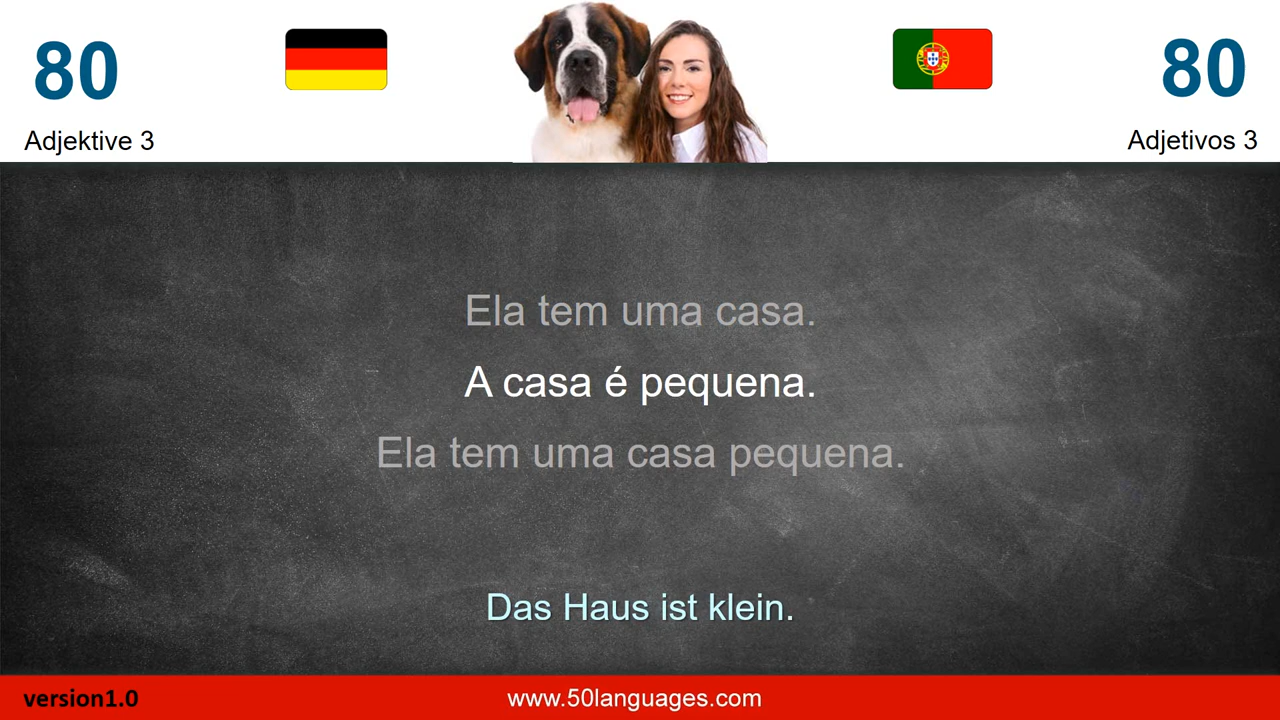 80
80
Adjektive 3
Adjetivos 3
Ela tem uma casa.
A casa é pequena.
Ela tem uma casa pequena.
Das Haus ist klein.
version1.0
www.50languages.com